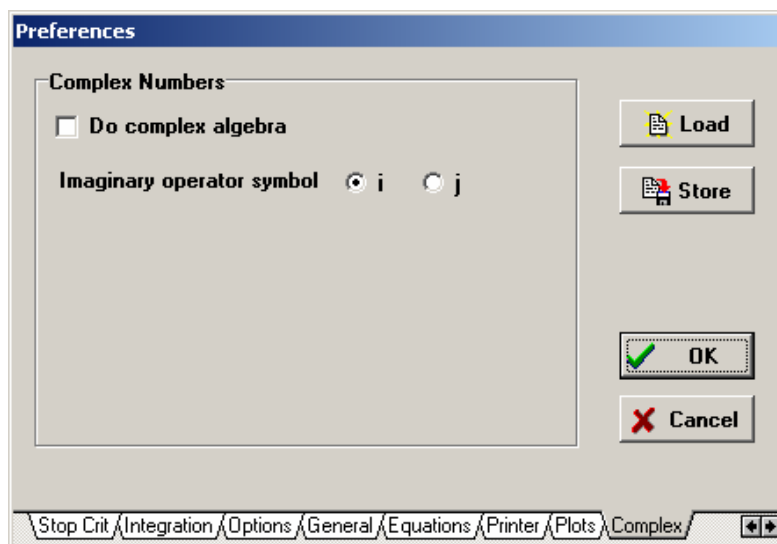 Preferences
Complex Numbers
Do complex algebra
Imaginary operator symbol i j
Load
Store
OK
Cancel
Stop Crit Integration Options General Equations Printer Plots Complex